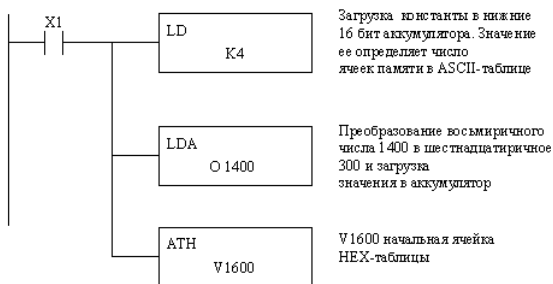 X1
LD
K4
Загрузка константы в нижние
16 бит аккумулятора. Значение
ее определяет число
ячеек памяти в ASCII-таблице
LDA
O 1400
Преобразование восьмиричного
числа 1400 в шестнадцатиричное
300 и загрузка
значения в аккумулятор
ATH
V1600
V1600 начальная ячейка
HEX-таблицы